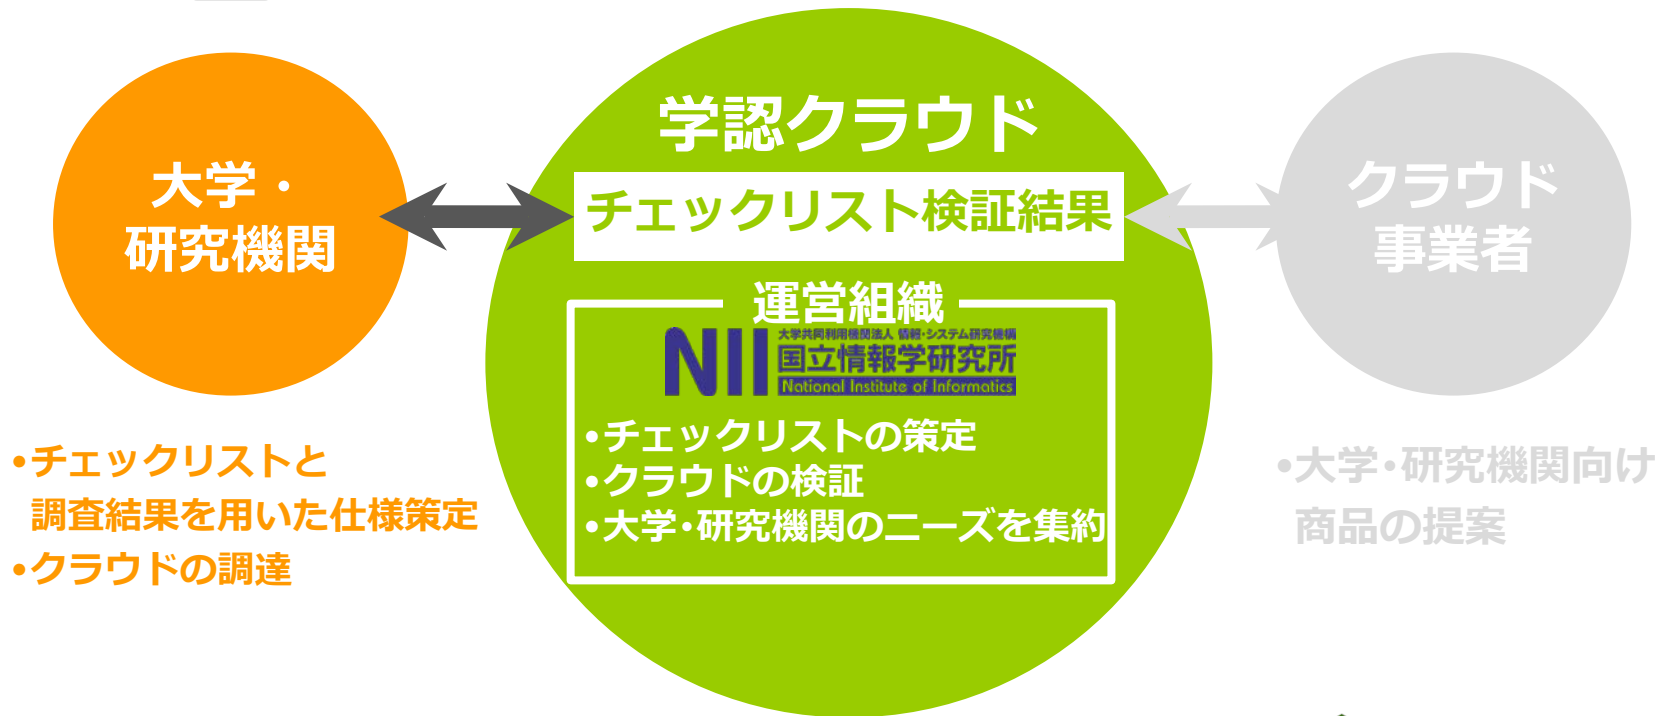 学認クラウド
チェックリスト検証結果
大学・
研究機関
クラウド
事業者
運営組織
NII
大学共同利用機関法人 情報・システム研究機構
国立情報学研究所
National Institute of Informatics
•チェックリストの策定
•クラウドの検証
•大学・研究機関のニーズを集約
•チェックリストと
調査結果を用いた仕様策定
•クラウドの調達
•大学・研究機関向け
商品の提案